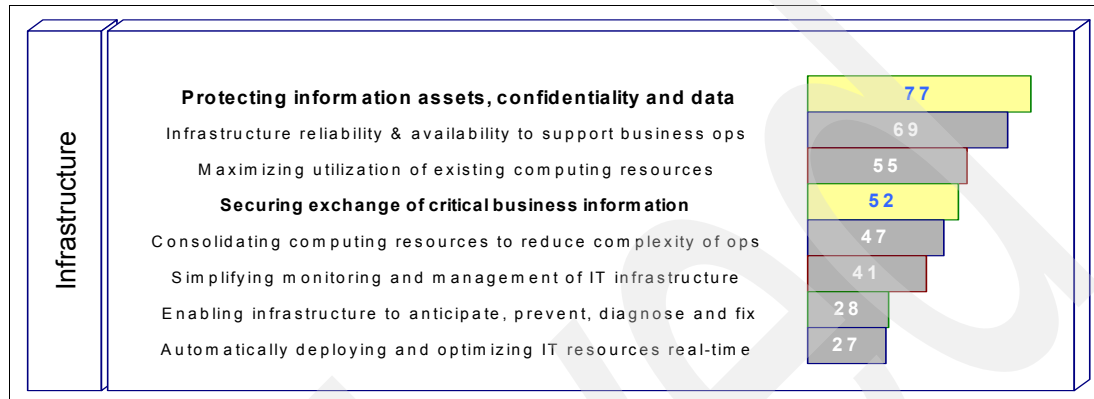 Infrastructure
Protecting information assets, confidentiality and data 77
Infrastructure reliability & availability to support business ops 69
Maximizing utilization of existing computing resources 55
Securing exchange of critical business information 52
Consolidating computing resources to reduce complexity of ops 47
Simplifying monitoring and management of IT infrastructure 41
Enabling infrastructure to anticipate, prevent, diagnose and fix 28
Automatically deploying and optimizing IT resources real-time 27